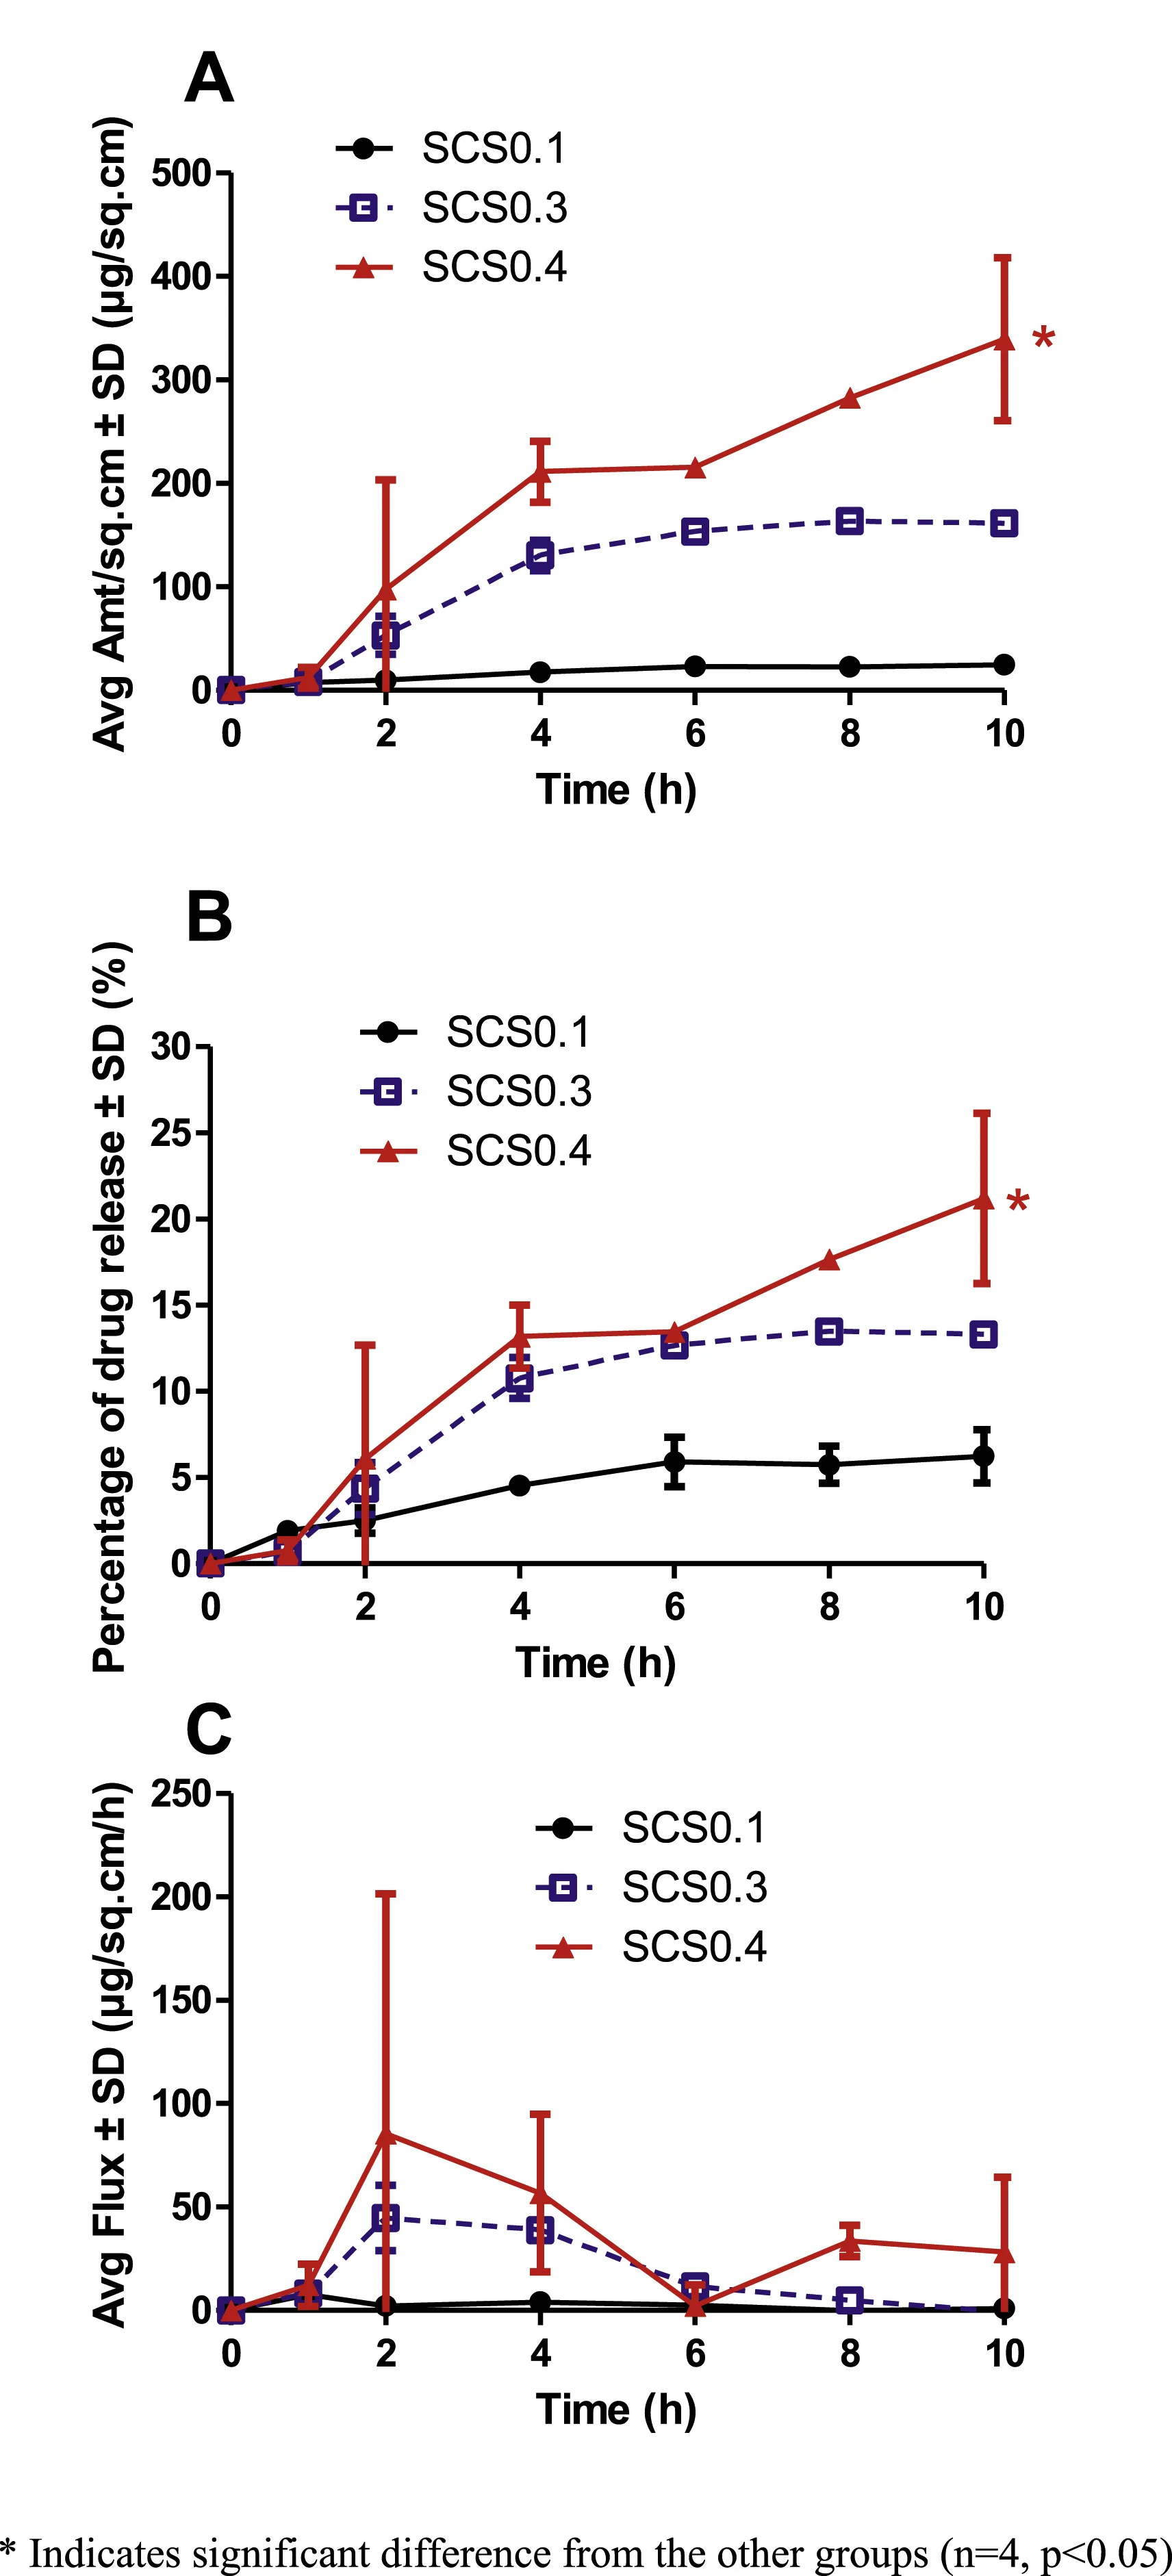 A
Avg Amt/sq.cm ± SD (µg/sq.cm)
SCS0.1
SCS0.3
SCS0.4
500
400
300
200
100
0
*
0 2 4 6 8 10
Time (h)
B
Percentage of drug release ± SD (%)
SCS0.1
SCS0.3
SCS0.4
30
25
20
15
10
5
0
*
0 2 4 6 8 10
Time (h)
C
Avg Flux ± SD (µg/sq.cm/h)
SCS0.1
SCS0.3
SCS0.4
250
200
150
100
50
0
0 2 4 6 8 10
Time (h)
* Indicates significant difference from the other groups (n=4, p<0.05)